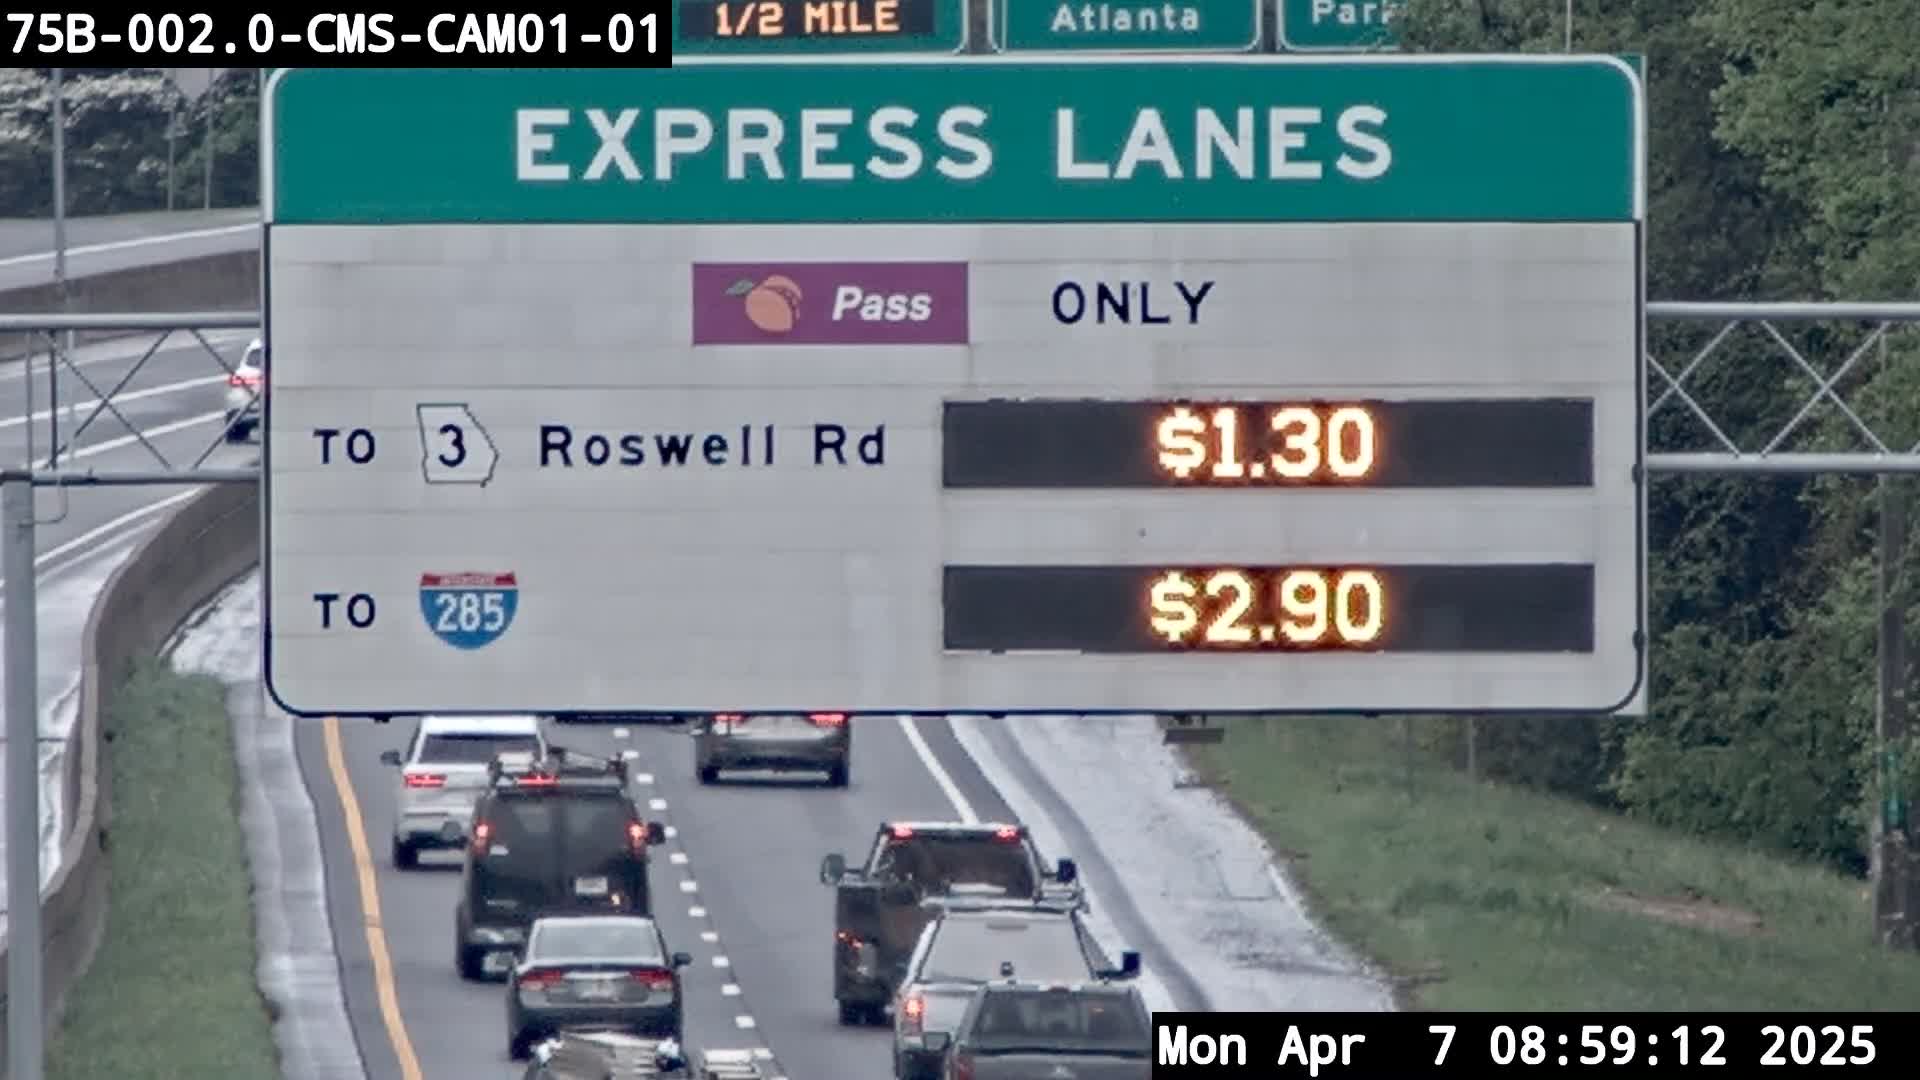 75B-002.0-CMS-CAM01-01
1/2 MILE
Atlanta
EXPRESS LANES
Pass ONLY
TO 3 Roswell Rd $1.30
TO 285 $2.90
Mon Apr 7 08:59:12 2025